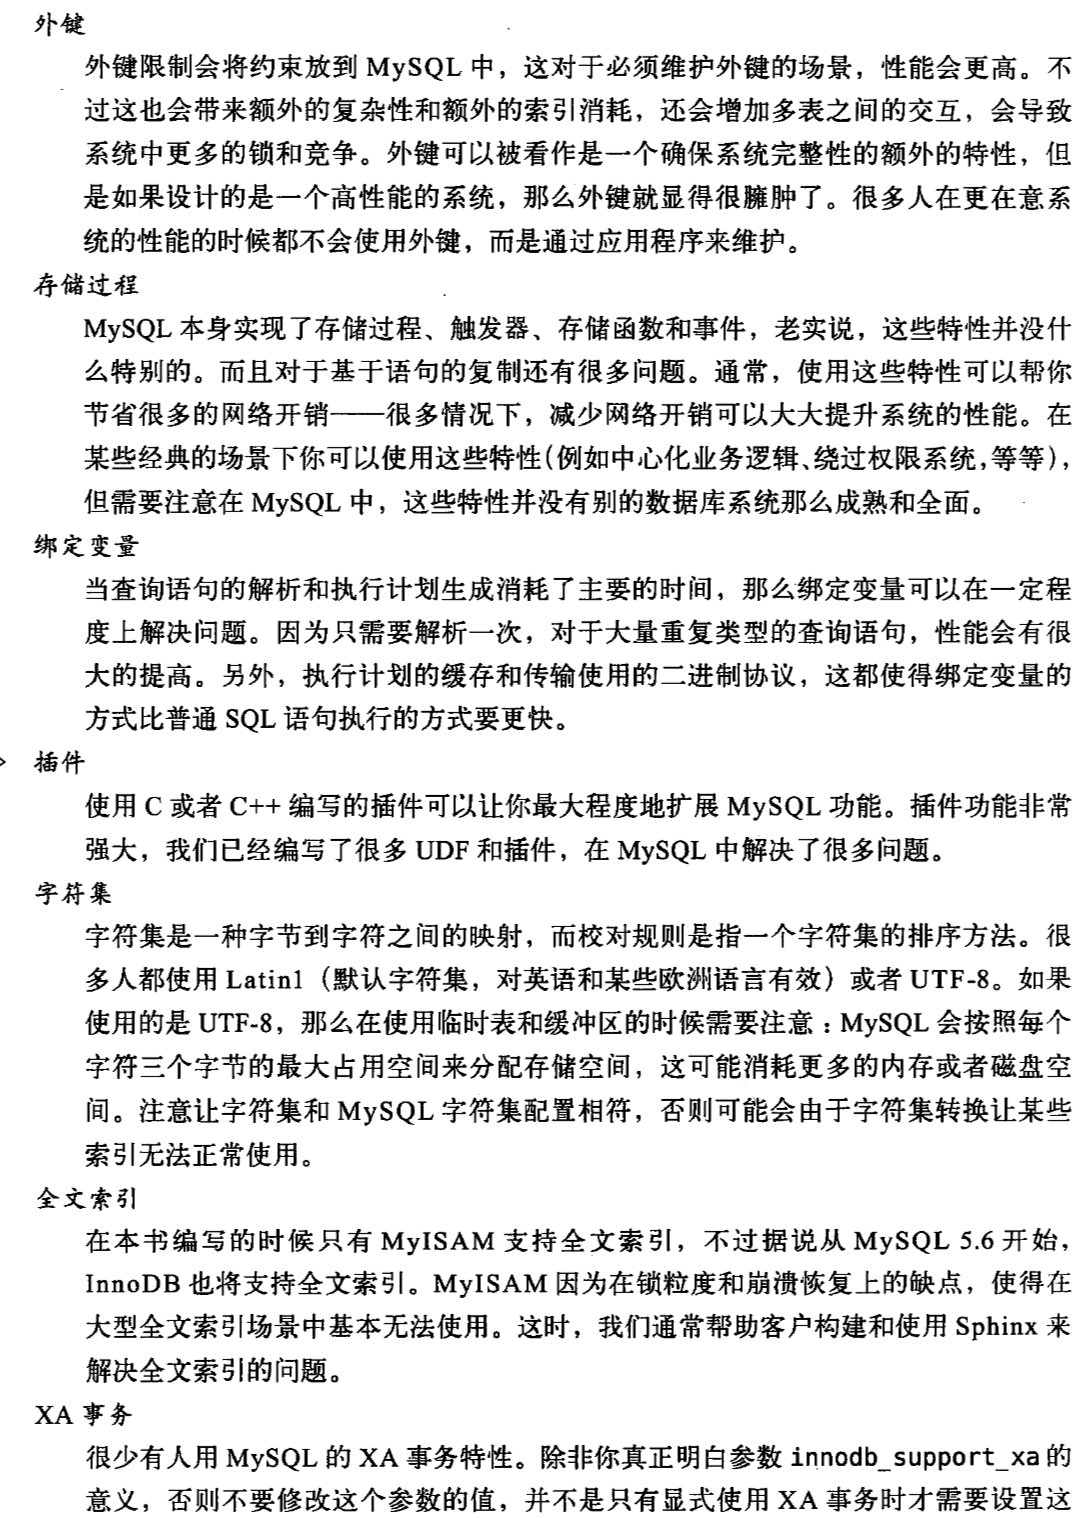 外键
外键限制会将约束放到 MySQL 中，这对于必须维护外键的场景，性能会更高。不
过这也会带来额外的复杂性和额外的索引消耗，还会增加多表之间的交互，会导致
系统中更多的锁和竞争。外键可以被看作是一个确保系统完整性的额外的特性，但
是如果设计的是一个高性能的系统，那么外键就显得很臃肿了。很多人在更在意系
统的性能的时候都不会使用外键，而是通过应用程序来维护。
存储过程
MySQL 本身实现了存储过程、触发器、存储函数和事件，老实说，这些特性并没什
么特别的。而且对于基于语句的复制还有很多问题。通常，使用这些特性可以帮你
节省很多的网络开销——很多情况下，减少网络开销可以大大提升系统的性能。在
某些经典的场景下你可以使用这些特性（例如中心化业务逻辑、绕过权限系统，等等），
但需要注意在 MySQL 中，这些特性并没有别的数据库系统那么成熟和全面。
绑定变量
当查询语句的解析和执行计划生成消耗了主要的时间，那么绑定变量可以在一定程
度上解决问题。因为只需要解析一次，对于大量重复类型的查询语句，性能会有很
大的提高。另外，执行计划的缓存和传输使用的二进制协议，这都使得绑定变量的
方式比普通 SQL 语句执行的方式要更快。
插件
使用 C 或者 C++ 编写的插件可以让你最大程度地扩展 MySQL 功能。插件功能非常
强大，我们已经编写了很多 UDF 和插件，在 MySQL 中解决了很多问题。
字符集
字符集是一种字节到字符之间的映射，而校对规则是指一个字符集的排序方法。很
多人都使用 Latin1（默认字符集，对英语和某些欧洲语言有效）或者 UTF-8。如果
使用的是 UTF-8，那么在使用临时表和缓冲区的时候需要注意：MySQL 会按照每个
字符三个字节的最大占用空间来分配存储空间，这可能消耗更多的内存或者磁盘空
间。注意让字符集和 MySQL 字符集配置相符，否则可能会由于字符集转换让某些
索引无法正常使用。
全文索引
在本书编写的时候只有 MyISAM 支持全文索引，不过据说从 MySQL 5.6 开始，
InnoDB 也将支持全文索引。MyISAM 因为在锁粒度和崩溃恢复上的缺点，使得在
大型全文索引场景中基本无法使用。这时，我们通常帮助客户构建和使用 Sphinx 来
解决全文索引的问题。
XA 事务
很少有人用 MySQL 的 XA 事务特性。除非你真正明白参数 innodb_support_xa 的
意义，否则不要修改这个参数的值，并不是只有显式使用 XA 事务时才需要设置这